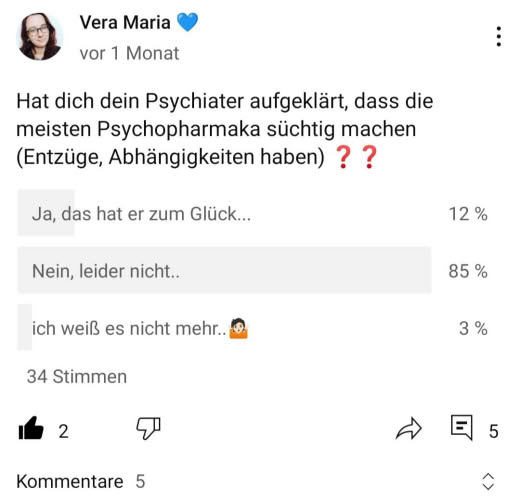 Vera Maria 💙
vor 1 Monat
Hat dich dein Psychiater aufgeklärt, dass die
meisten Psychopharmaka süchtig machen
(Entzüge, Abhängigkeiten haben) ❓❓
Ja, das hat er zum Glück... 12 %
Nein, leider nicht.. 85 %
ich weiß es nicht mehr..🤷🏻 3 %
34 Stimmen
2 5
Kommentare 5